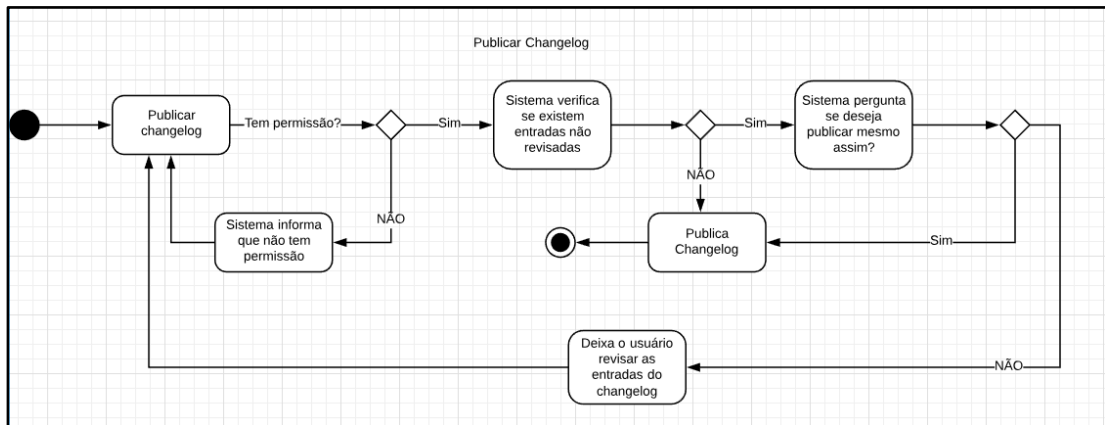 Publicar Changelog
Publicar
changelog
Tem permissão?
Sim
Sistema verifica
se existem
entradas não
revisadas
Sim
Sistema pergunta
se deseja
publicar mesmo
assim?
NÃO
NÃO
Sistema informa
que não tem
permissão
Publica
Changelog
Sim
Deixa o usuário
revisar as
entradas do
changelog
NÃO